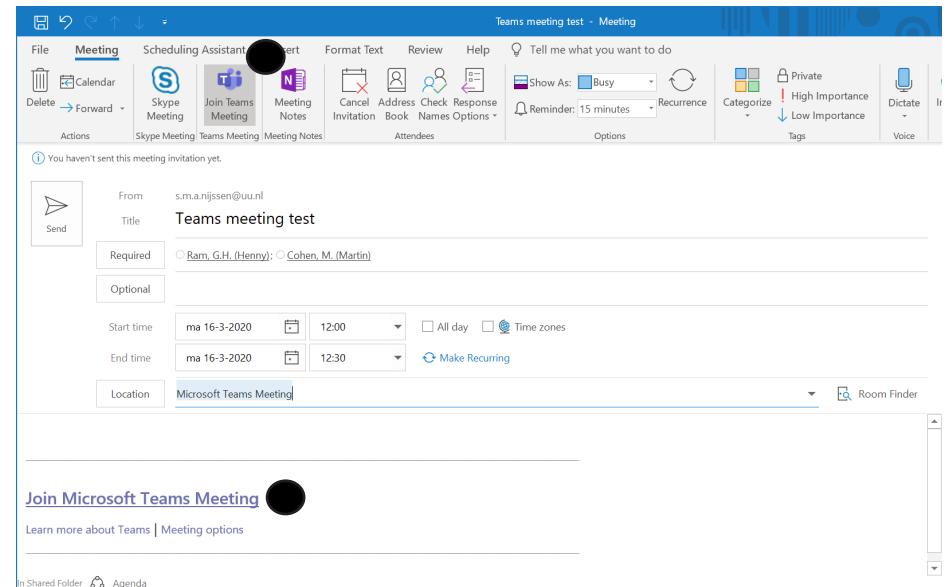 Teams meeting test - Meeting
File Meeting Scheduling Assistant Format Text Review Help Tell me what you want to do
Delete
Calendar
Forward
Actions
Skype
Meeting
Skype Meeting
Join Teams
Meeting
Teams Meeting
Meeting
Notes
Meeting Notes
Cancel
Invitation
Address
Book
Check
Names
Response
Options
Attendees
Show As: Busy
Reminder: 15 minutes
Recurrence
Options
Categorize
Private
High Importance
Low Importance
Tags
Dictate
Voice
You haven't sent this meeting invitation yet.
Send
From s.m.a.nijssen@uu.nl
Title Teams meeting test
Required Ram, G.H. (Henny); Cohen, M. (Martin)
Optional
Start time ma 16-3-2020 12:00 All day Time zones
End time ma 16-3-2020 12:30 Make Recurring
Location Microsoft Teams Meeting Room Finder
Join Microsoft Teams Meeting
Learn more about Teams | Meeting options
In Shared Folder Agenda